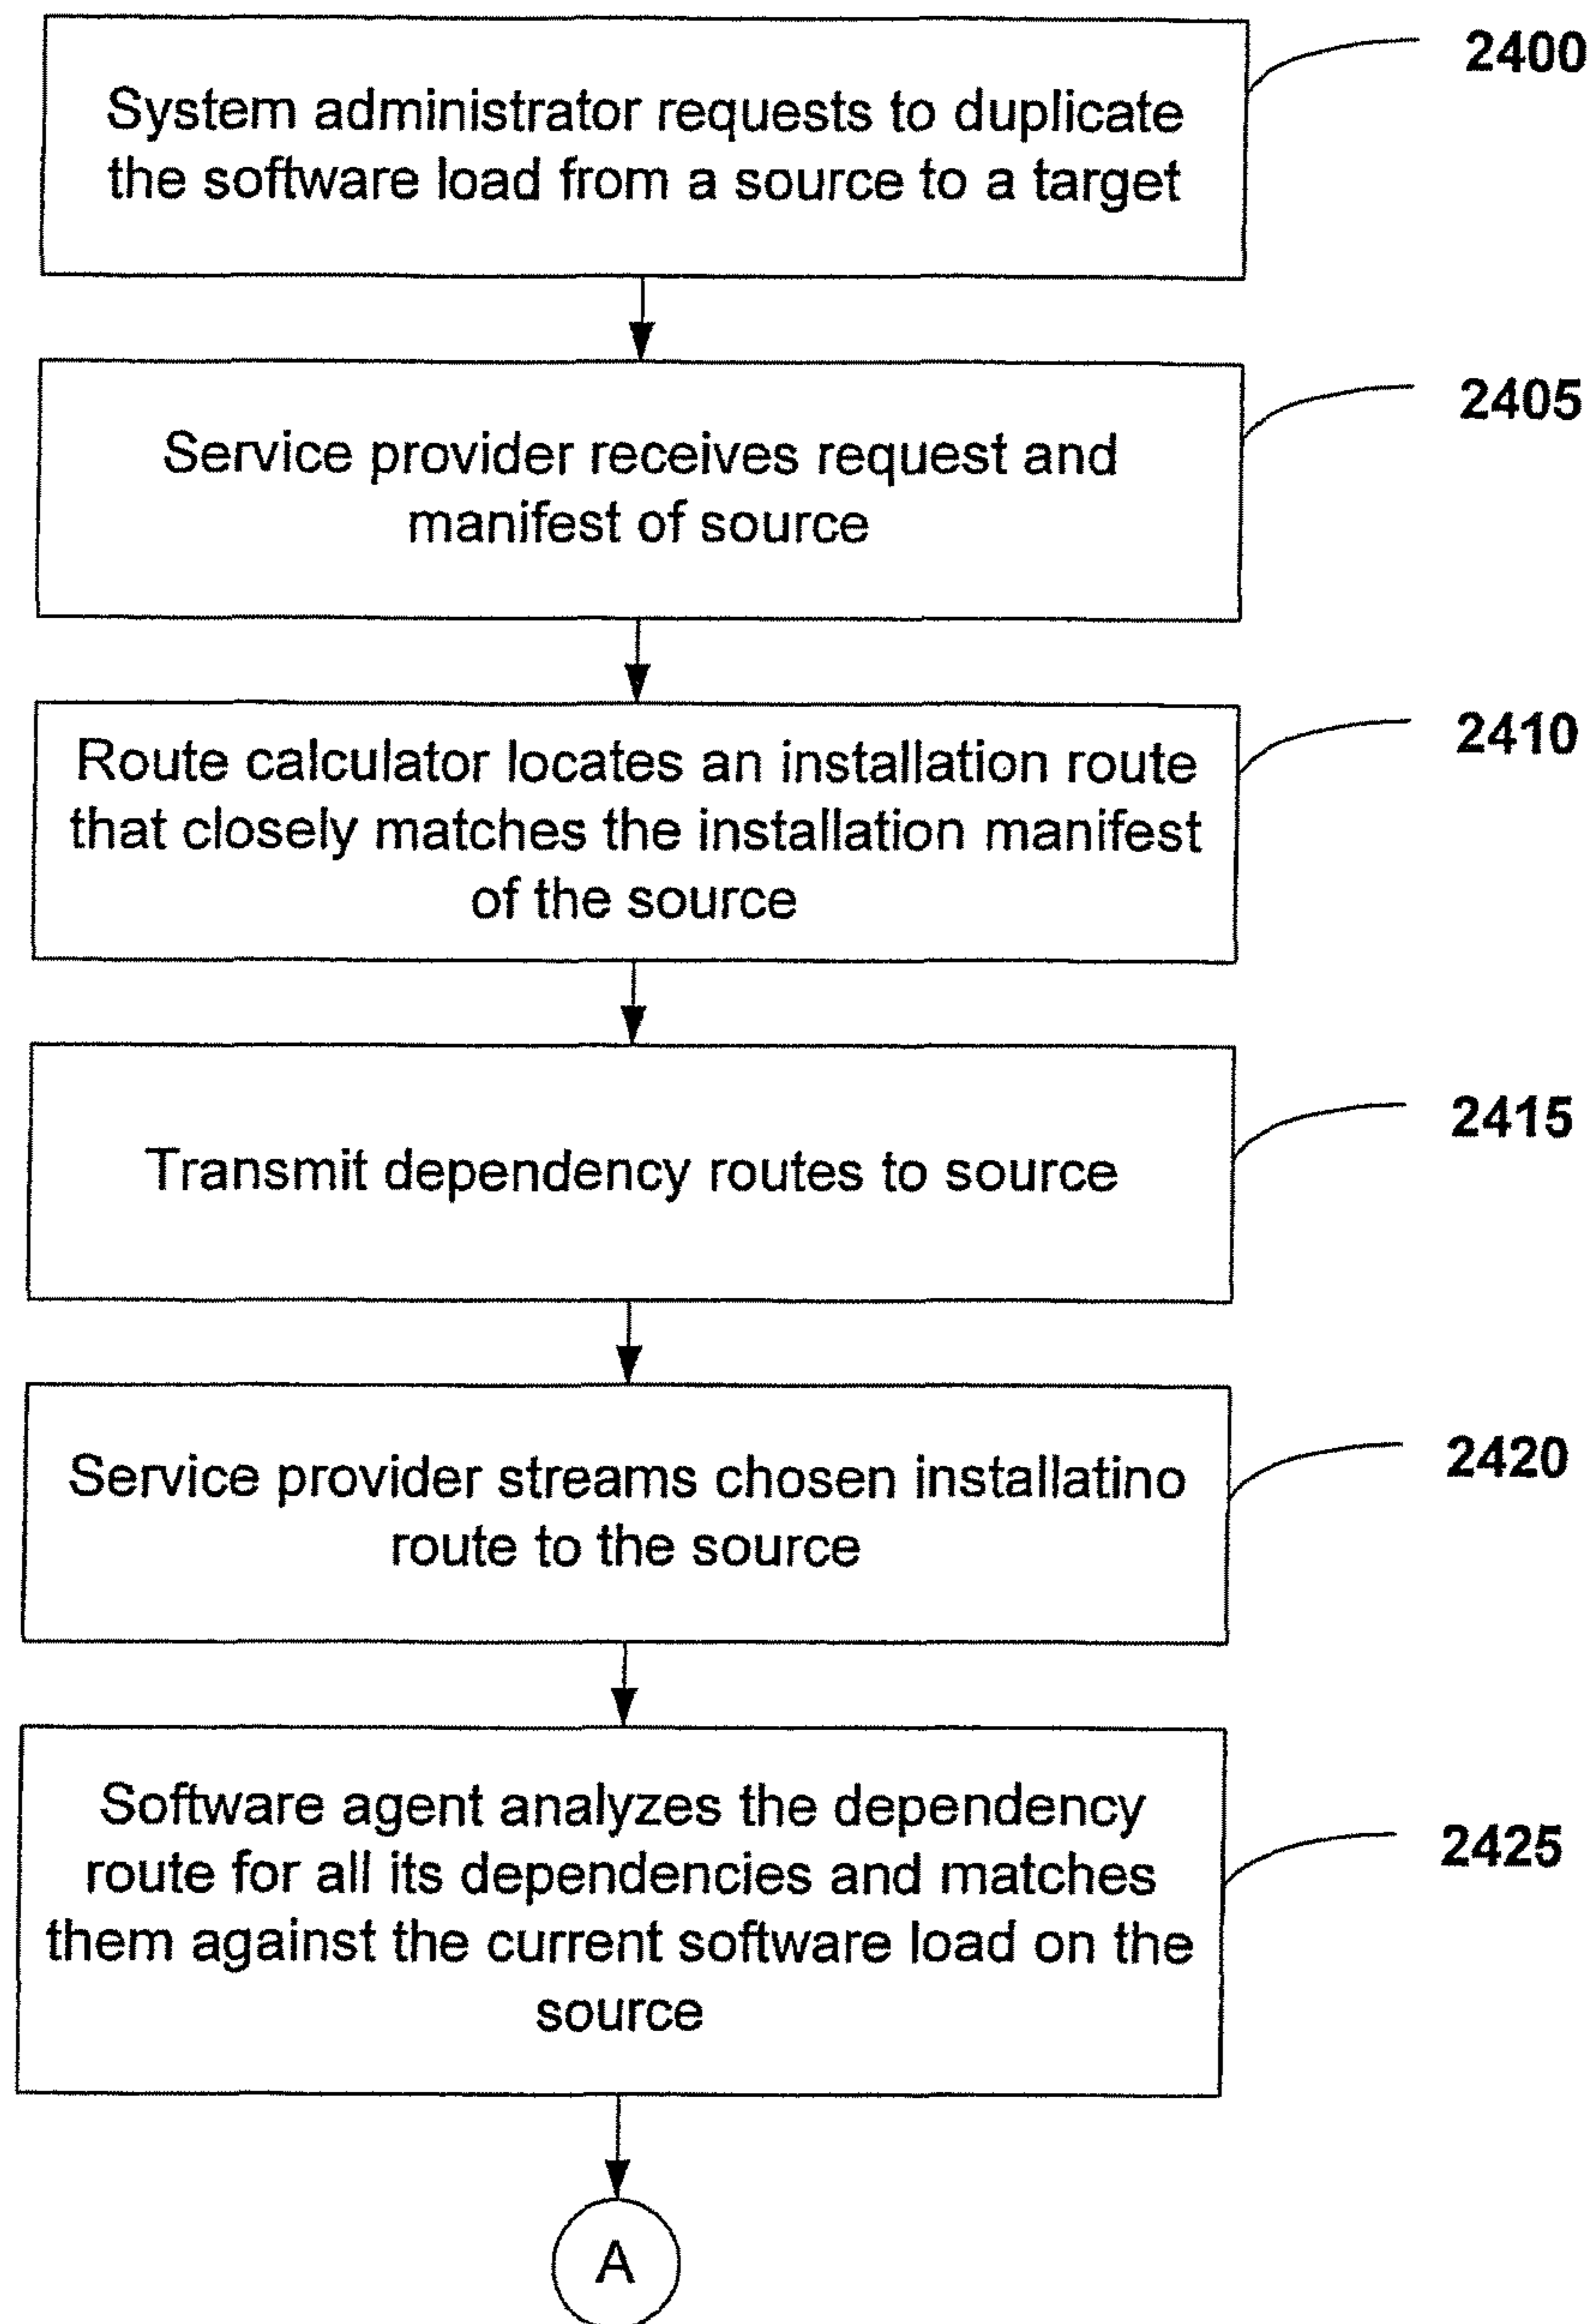 System administrator requests to duplicate
the software load from a source to a target
2400
Service provider receives request and
manifest of source
2405
Route calculator locates an installation route
that closely matches the installation manifest
of the source
2410
Transmit dependency routes to source
2415
Service provider streams chosen installatino
route to the source
2420
Software agent analyzes the dependency
route for all its dependencies and matches
them against the current software load on the
source
2425
A